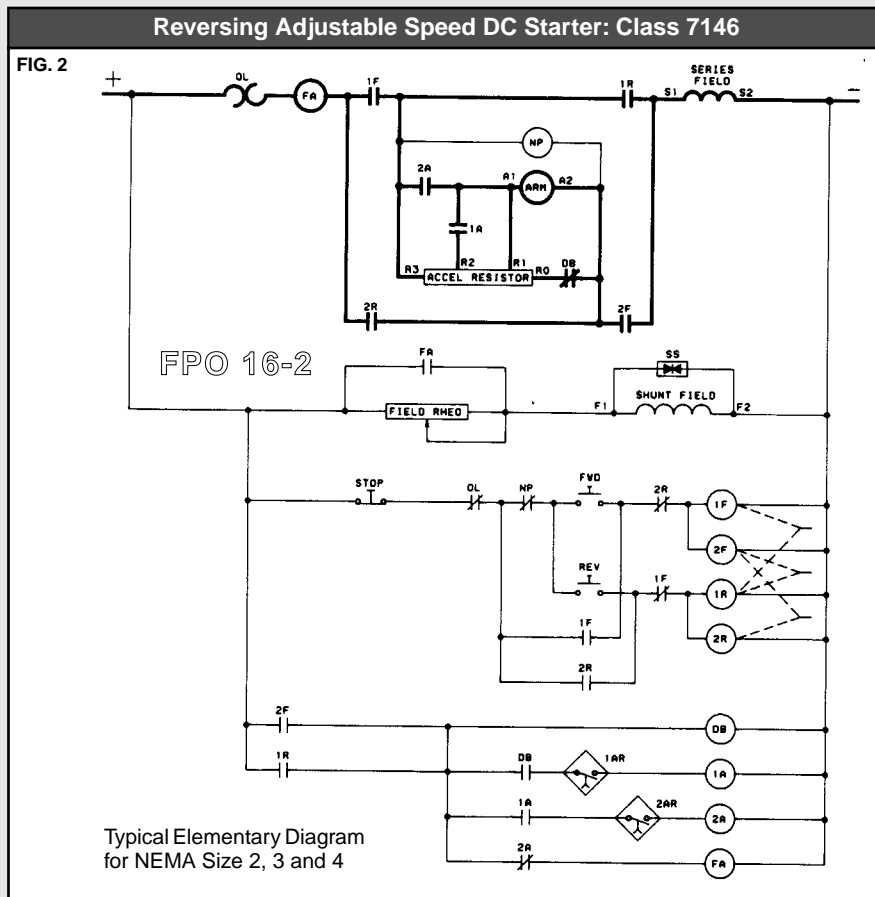 Reversing Adjustable Speed DC Starter: Class 7146
FIG. 2
+ OL FA 1F 1R S1 SERIES FIELD S2 −
NP
2A A1 ARM A2
1A
R3 R2 R1 R0 DB
ACCEL RESISTOR
2R 2F
FPO 16-2
FA SS
FIELD RHEO F1 SHUNT FIELD F2
STOP OL NP FWD 2R 1F
2F
REV 1F 1R
1F 2R
2R
2F DB
1R DB 1AR 1A
1A 2AR 2A
2A FA
Typical Elementary Diagram
for NEMA Size 2, 3 and 4